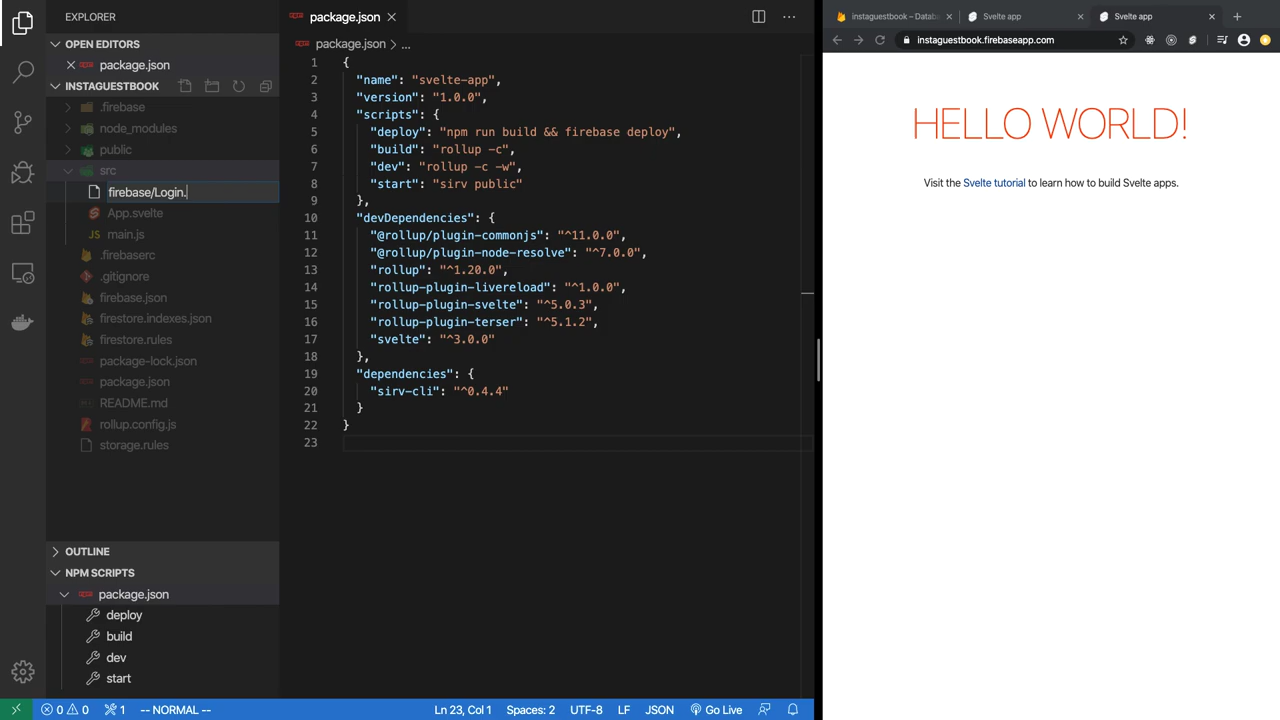 EXPLORER
OPEN EDITORS
package.json
INSTAGUESTBOOK
.firebase
node_modules
public
src
firebase/Login.
App.svelte
JS main.js
.firebaserc
.gitignore
firebase.json
firestore.indexes.json
firestore.rules
package-lock.json
package.json
README.md
rollup.config.js
storage.rules
OUTLINE
NPM SCRIPTS
package.json
deploy
build
dev
start
package.json
package.json > ...
1 {
2 "name": "svelte-app",
3 "version": "1.0.0",
4 "scripts": {
5 "deploy": "npm run build && firebase deploy",
6 "build": "rollup -c",
7 "dev": "rollup -c -w",
8 "start": "sirv public"
9 },
10 "devDependencies": {
11 "@rollup/plugin-commonjs": "^11.0.0",
12 "@rollup/plugin-node-resolve": "^7.0.0",
13 "rollup": "^1.20.0",
14 "rollup-plugin-livereload": "^1.0.0",
15 "rollup-plugin-svelte": "^5.0.3",
16 "rollup-plugin-terser": "^5.1.2",
17 "svelte": "^3.0.0"
18 },
19 "dependencies": {
20 "sirv-cli": "^0.4.4"
21 }
22 }
23
0 0 1 -- NORMAL -- Ln 23, Col 1 Spaces: 2 UTF-8 LF JSON Go Live
instaguestbook – Datab Svelte app Svelte app
instaguestbook.firebaseapp.com
HELLO WORLD!
Visit the Svelte tutorial to learn how to build Svelte apps.